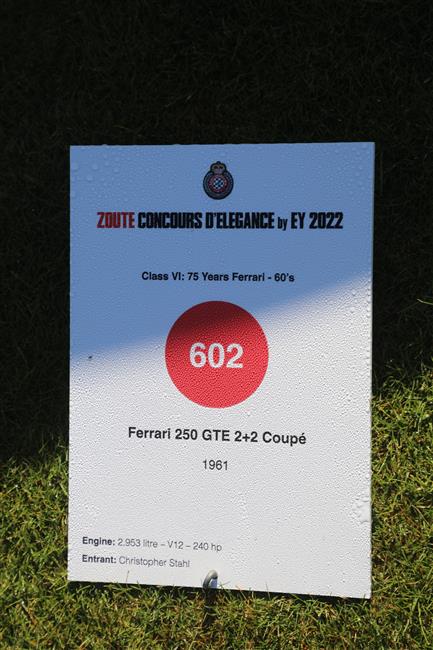 ZOUTE CONCOURS D'ELEGANCE by EY 2022
Class VI: 75 Years Ferrari - 60's
602
Ferrari 250 GTE 2+2 Coupé
1961
Engine: 2.953 litre – V12 – 240 hp
Entrant: Christopher Stahl